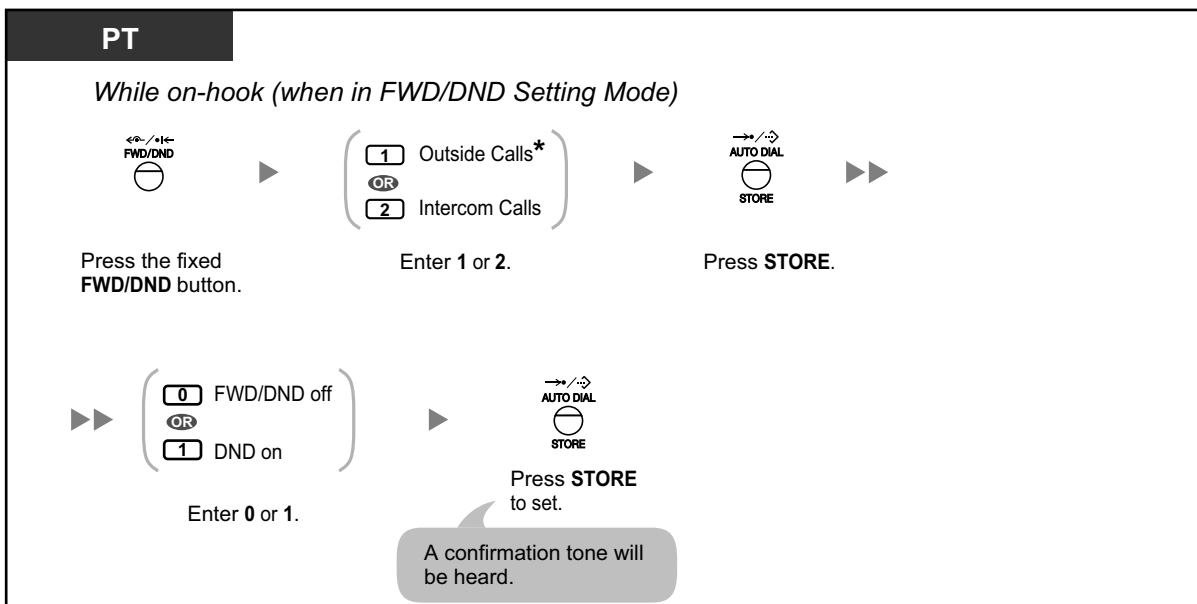 PT
While on-hook (when in FWD/DND Setting Mode)
FWD/DND
Press the fixed
FWD/DND button.
1 Outside Calls*
OR
2 Intercom Calls
Enter 1 or 2.
AUTO DIAL
STORE
Press STORE.
0 FWD/DND off
OR
1 DND on
Enter 0 or 1.
AUTO DIAL
STORE
Press STORE
to set.
A confirmation tone will
be heard.